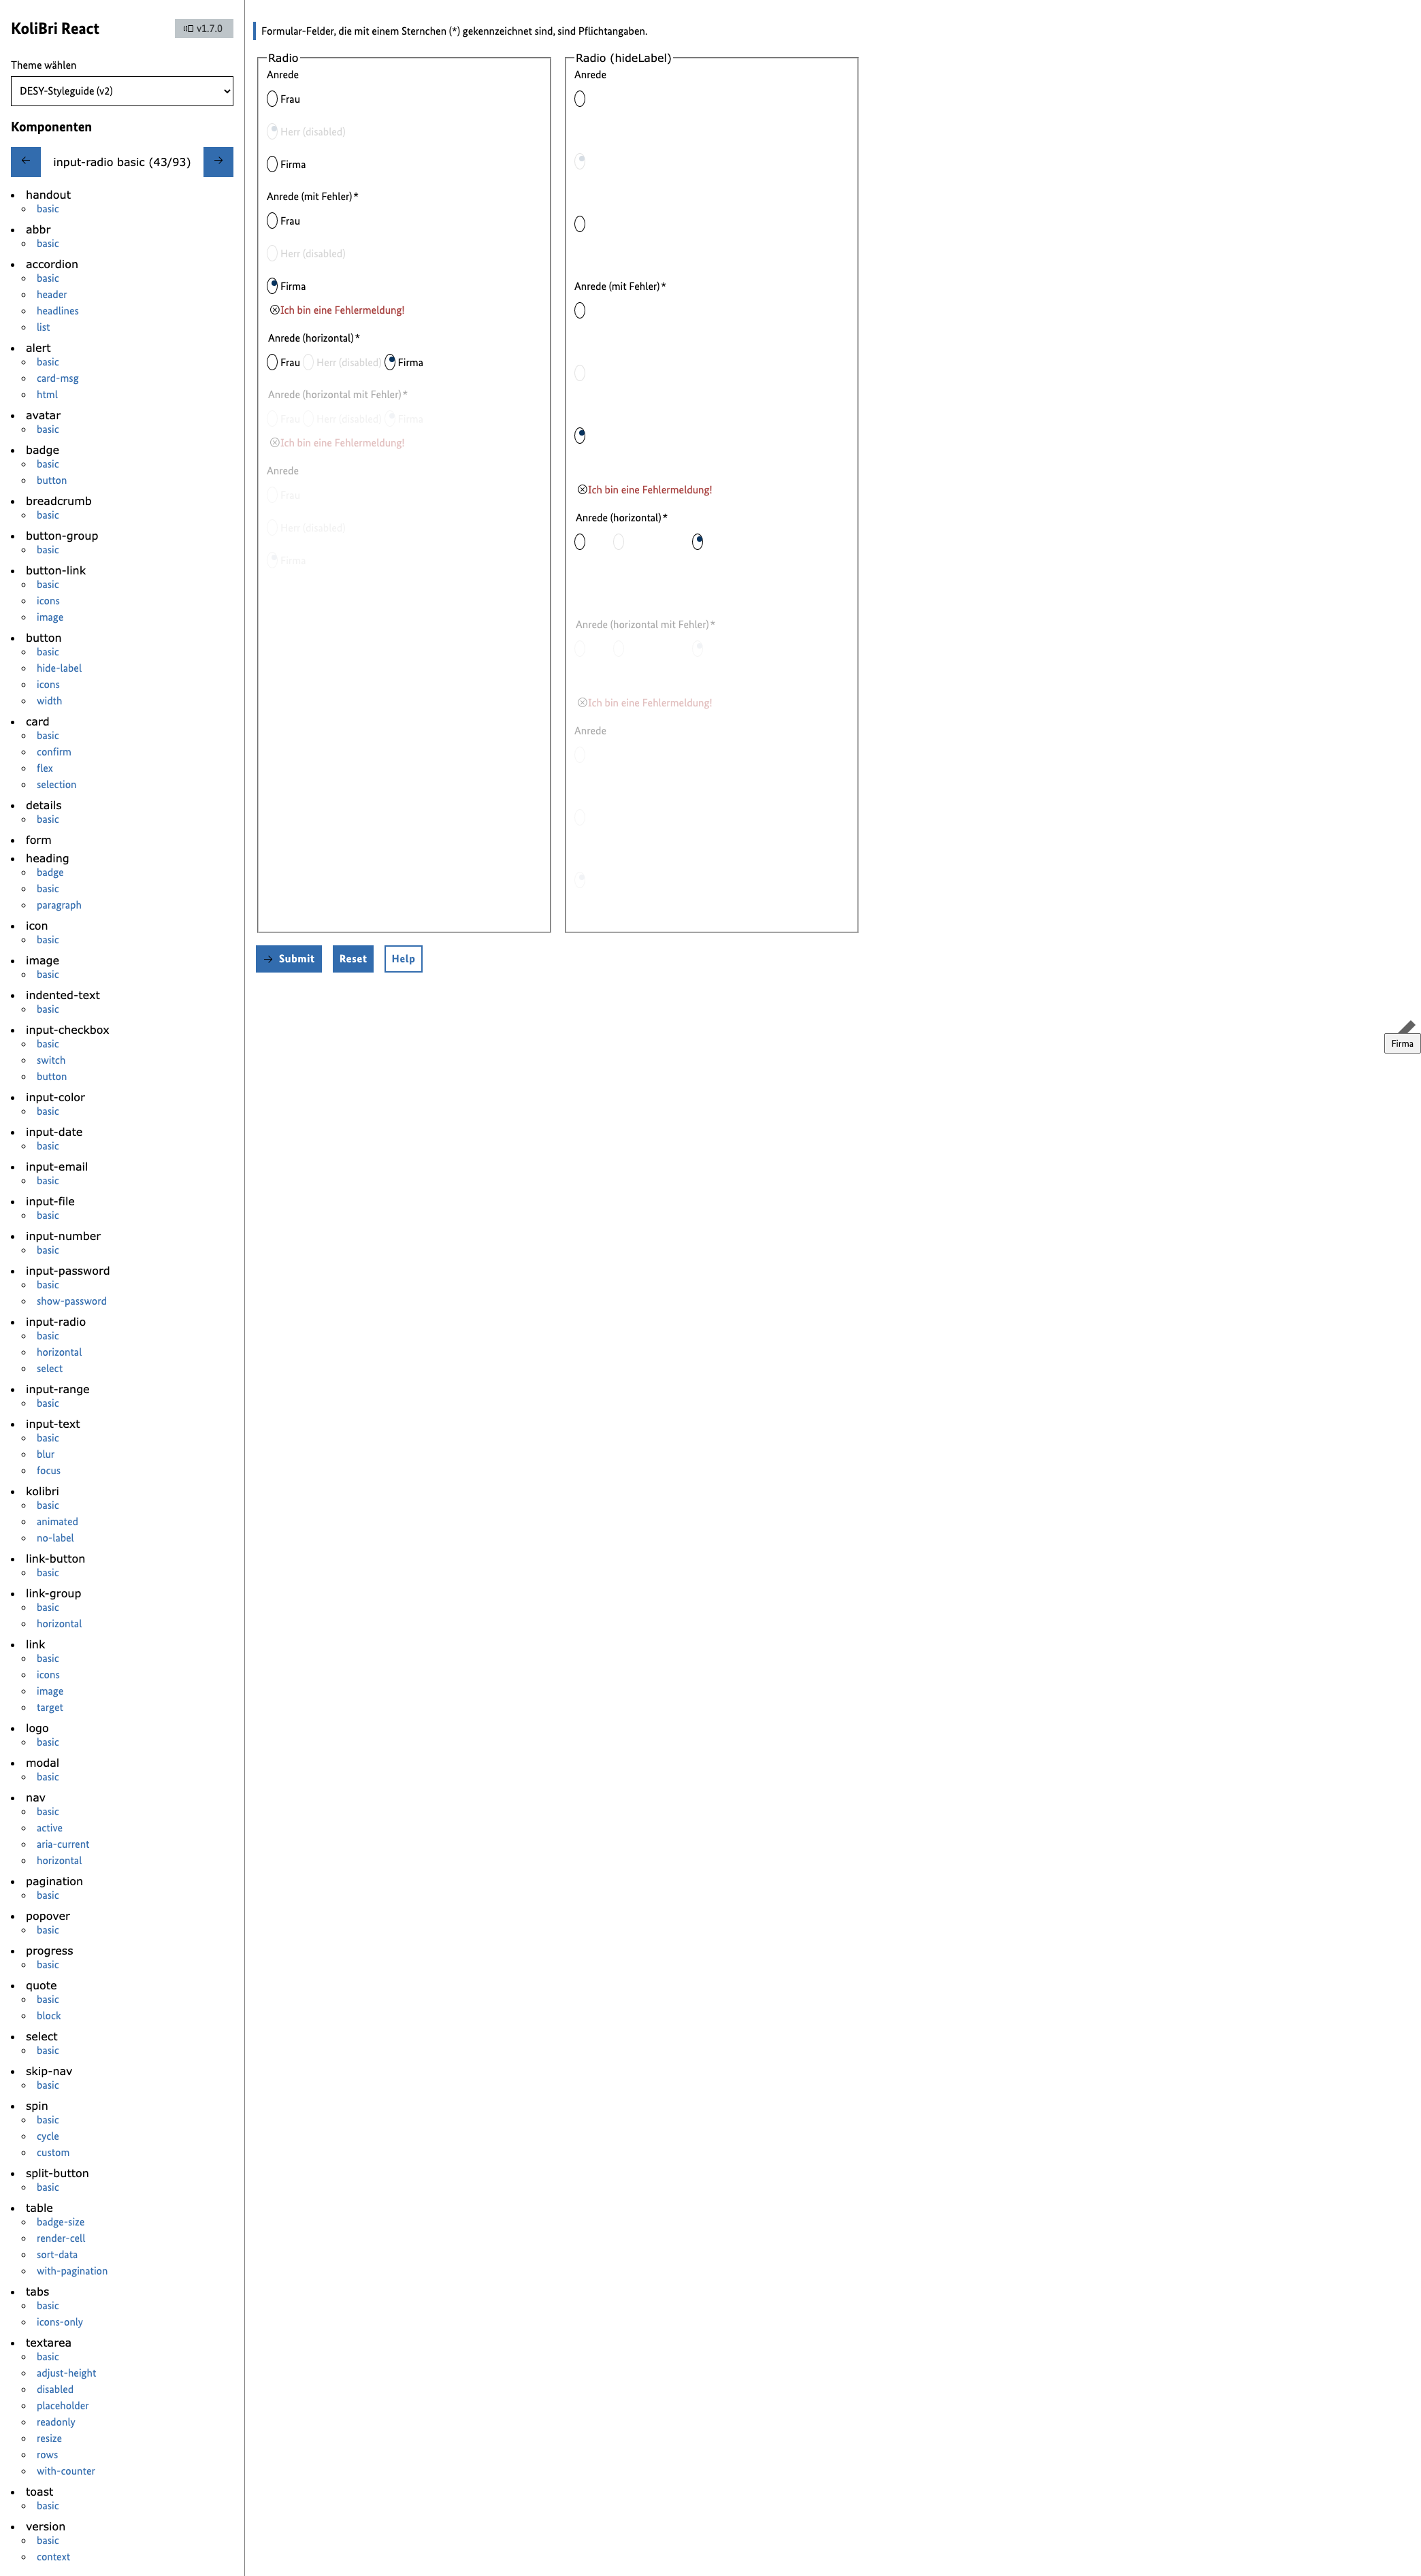 KoliBri React
v1.7.0
Theme wählen
DESY-Styleguide (v2)
Komponenten
← input-radio basic (43/93) →
handout
basic
abbr
basic
accordion
basic
header
headlines
list
alert
basic
card-msg
html
avatar
basic
badge
basic
button
breadcrumb
basic
button-group
basic
button-link
basic
icons
image
button
basic
hide-label
icons
width
card
basic
confirm
flex
selection
details
basic
form
heading
badge
basic
paragraph
icon
basic
image
basic
indented-text
basic
input-checkbox
basic
switch
button
input-color
basic
input-date
basic
input-email
basic
input-file
basic
input-number
basic
input-password
basic
show-password
input-radio
basic
horizontal
select
input-range
basic
input-text
basic
blur
focus
kolibri
basic
animated
no-label
link-button
basic
link-group
basic
horizontal
link
basic
icons
image
target
logo
basic
modal
basic
nav
basic
active
aria-current
horizontal
pagination
basic
popover
basic
progress
basic
quote
basic
block
select
basic
skip-nav
basic
spin
basic
cycle
custom
split-button
basic
table
badge-size
render-cell
sort-data
with-pagination
tabs
basic
icons-only
textarea
basic
adjust-height
disabled
placeholder
readonly
resize
rows
with-counter
toast
basic
version
basic
context
Formular-Felder, die mit einem Sternchen (*) gekennzeichnet sind, sind Pflichtangaben.
Radio
Anrede
Frau
Herr (disabled)
Firma
Anrede (mit Fehler)*
Frau
Herr (disabled)
Firma
Ich bin eine Fehlermeldung!
Anrede (horizontal)*
Frau Herr (disabled) Firma
Anrede (horizontal mit Fehler)*
Frau Herr (disabled) Firma
Ich bin eine Fehlermeldung!
Anrede
Frau
Herr (disabled)
Firma
Radio (hideLabel)
Anrede
Anrede (mit Fehler)*
Ich bin eine Fehlermeldung!
Anrede (horizontal)*
Anrede (horizontal mit Fehler)*
Ich bin eine Fehlermeldung!
Anrede
→ Submit Reset Help
Firma